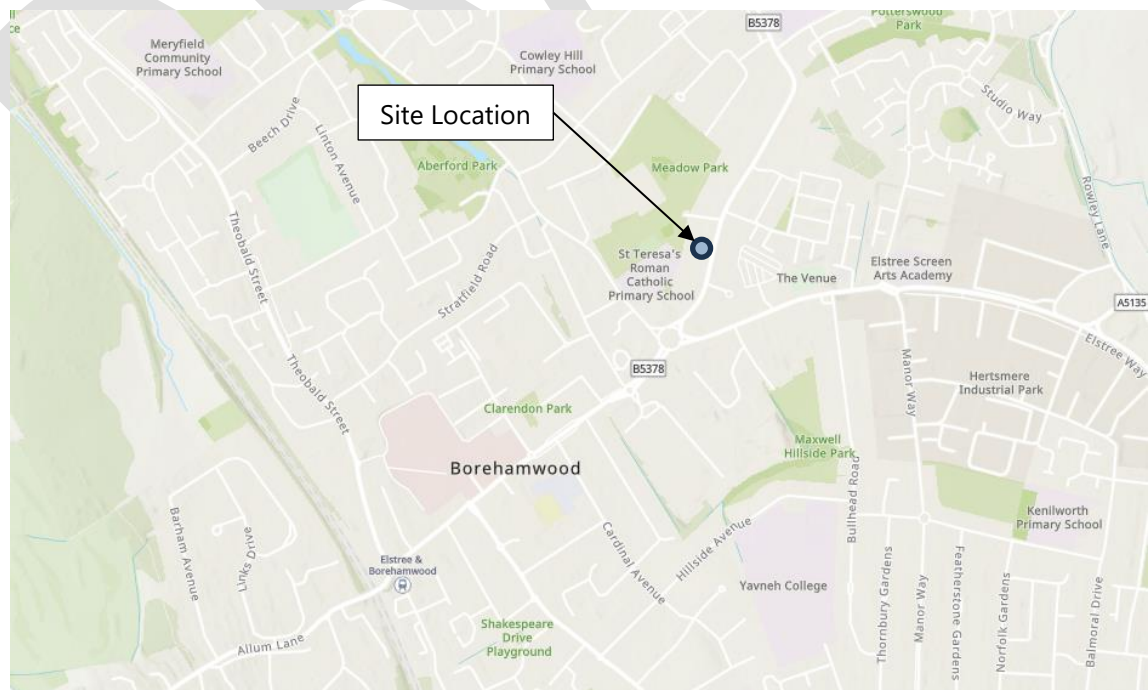 B5378
Potterswood
Park
Meryfield
Community
Primary School
Cowley Hill
Primary School
Studio Way
Site Location
Beech Drive
Linton Avenue
Aberford Park
Meadow Park
Rowley Lane
Theobald Street
Stratfield Road
St Teresa's
Roman
Catholic
Primary School
The Venue
Elstree Screen
Arts Academy
A5135
Elstree Way
Theobald Street
B5378
Manor Way
Hertsmere
Industrial Park
Clarendon Park
Maxwell
Hillside Park
Borehamwood
Bullhead Road
Kenilworth
Primary School
Barham Avenue
Links Drive
Cardinal Avenue
Hillside Avenue
Elstree &
Borehamwood
Yavneh College
Thornbury Gardens
Manor Way
Featherstone Gardens
Norfolk Gardens
Balmoral Drive
Shakespeare
Drive
Playground
Allum Lane